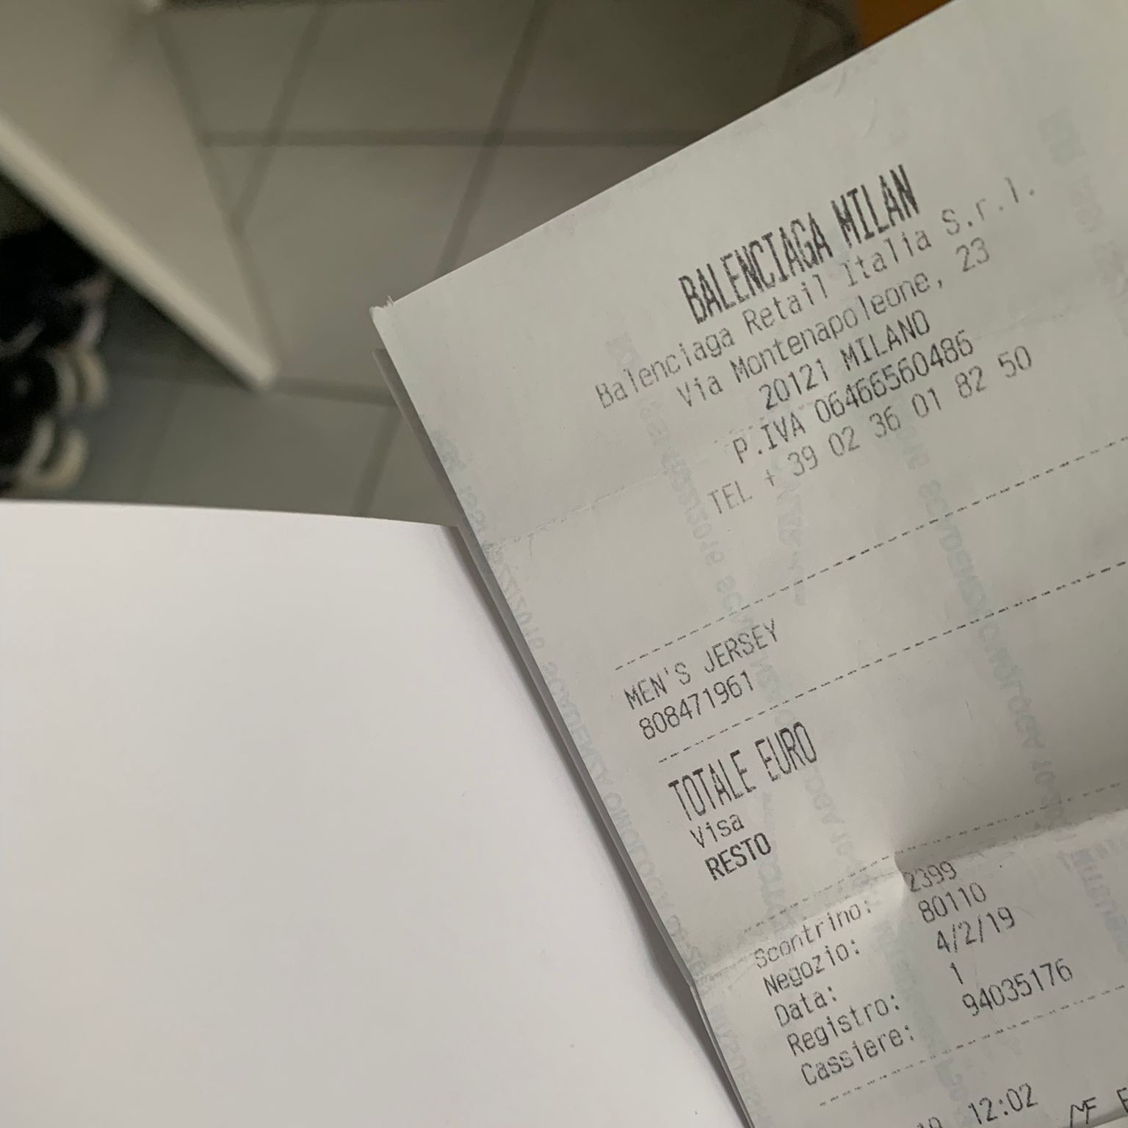 BALENCIAGA MILAN
Balenciaga Retail Italia S.r.l.
Via Montenapoleone, 23
20121 MILANO
P.IVA 06466560486
TEL + 39 02 36 01 82 50
MEN'S JERSEY
808471961
TOTALE EURO
Visa
RESTO
Scontrino: 2399
Negozio: 80110
Data: 4/2/19
Registro: 1
Cassiere: 94035176
12:02